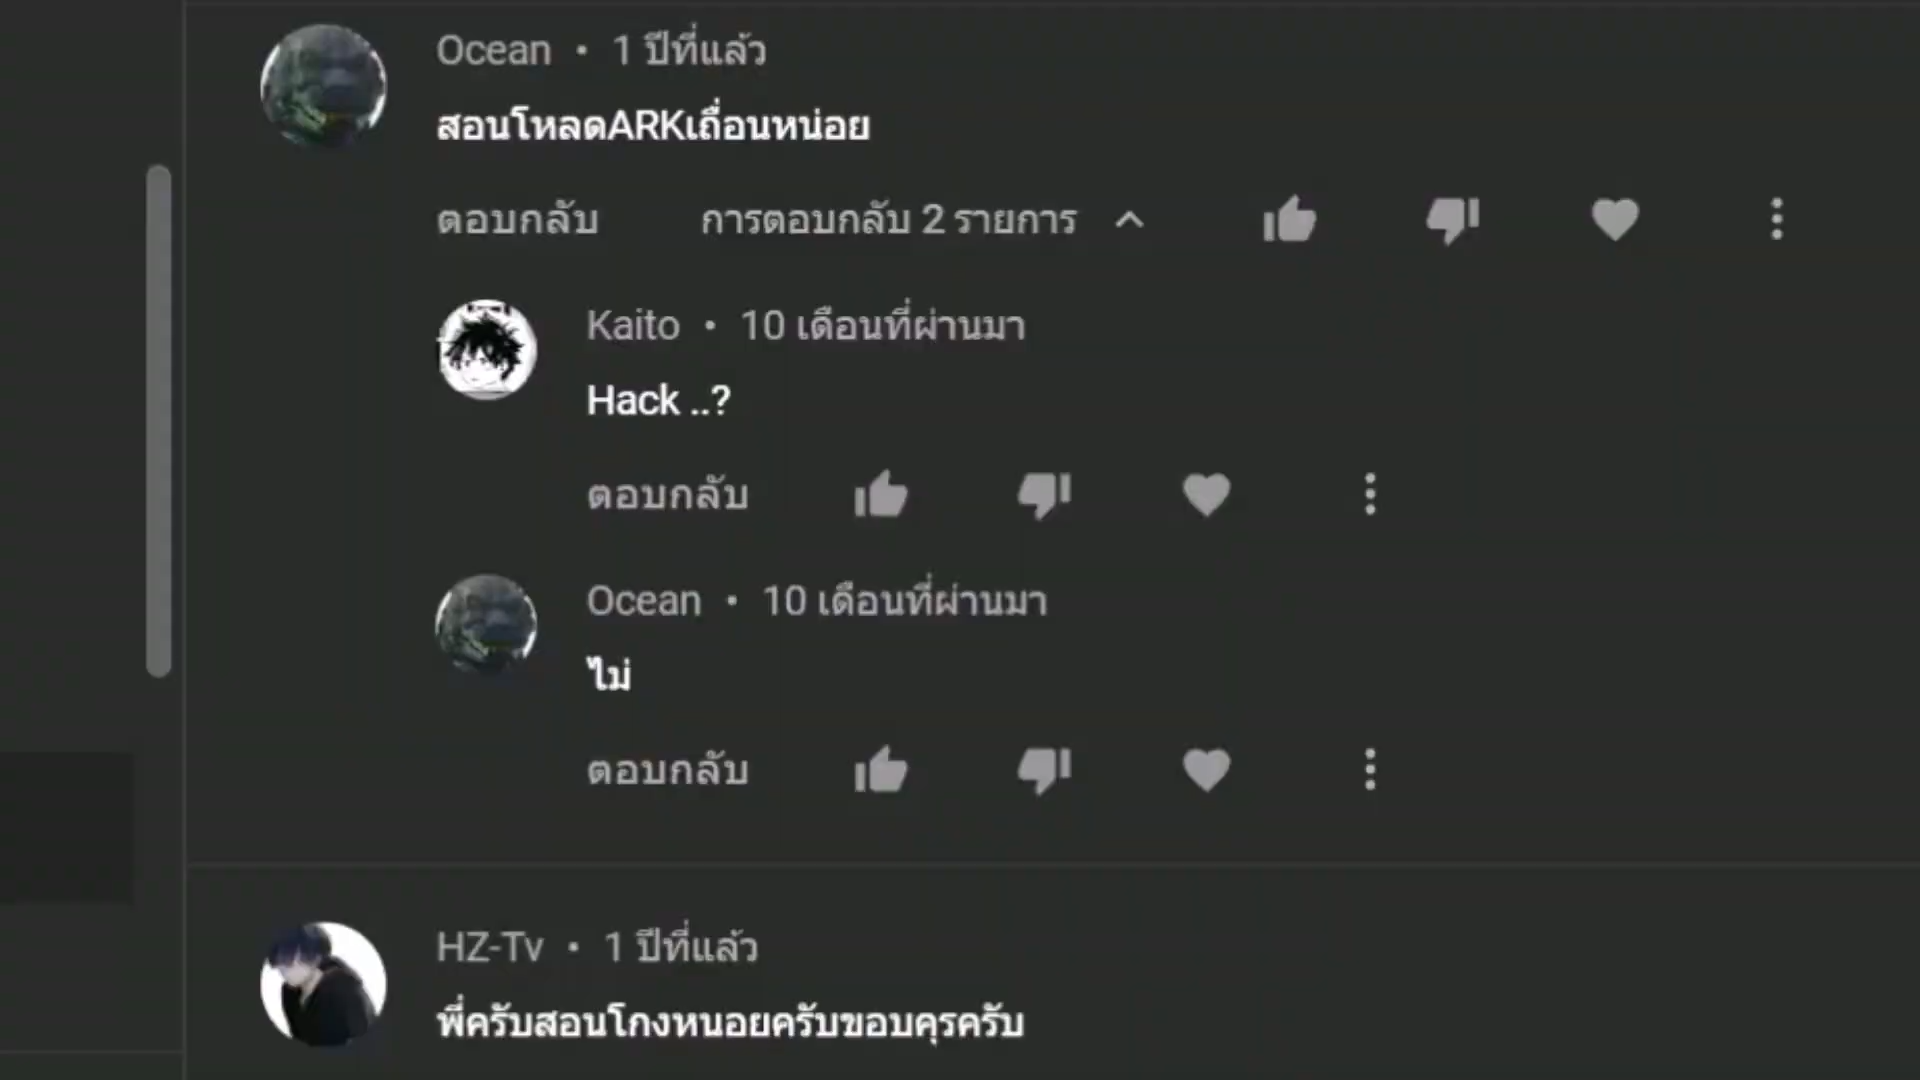 Ocean • 1 ปีที่แล้ว
สอนโหลดARKเถื่อนหน่อย
ตอบกลับ การตอบกลับ 2 รายการ
Kaito • 10 เดือนที่ผ่านมา
Hack ..?
ตอบกลับ
Ocean • 10 เดือนที่ผ่านมา
ไม่
ตอบกลับ
HZ-Tv • 1 ปีที่แล้ว
พี่ครับสอนโกงหนอยครับขอบคุรครับ